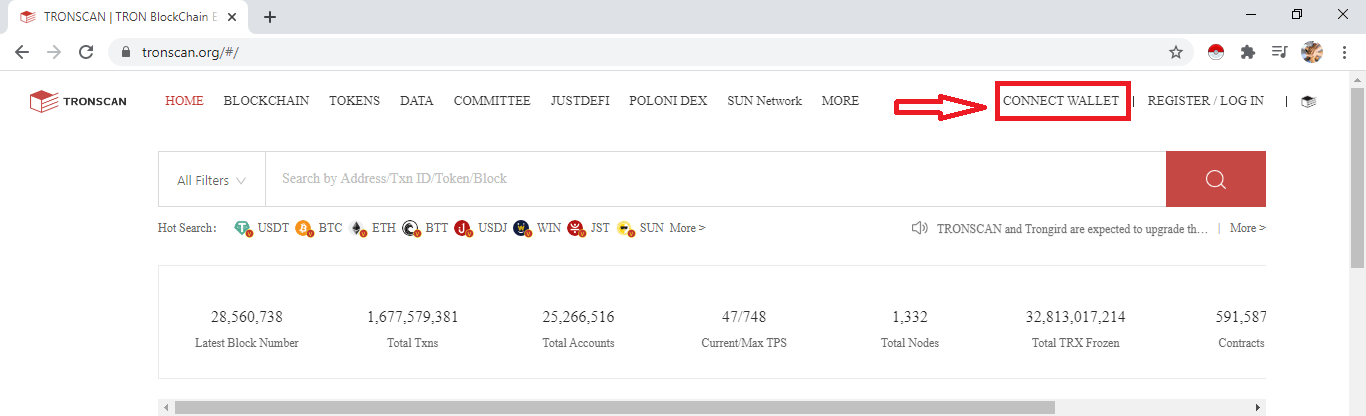 TRONSCAN | TRON BlockChain E
tronscan.org/#/
TRONSCAN HOME BLOCKCHAIN TOKENS DATA COMMITTEE JUSTDEFI POLONI DEX SUN Network MORE CONNECT WALLET | REGISTER / LOG IN |
All Filters Search by Address/Txn ID/Token/Block
Hot Search: USDT BTC ETH BTT USDJ WIN JST SUN More > TRONSCAN and Trongird are expected to upgrade th... | More >
28,560,738 1,677,579,381 25,266,516 47/748 1,332 32,813,017,214 591,587
Latest Block Number Total Txns Total Accounts Current/Max TPS Total Nodes Total TRX Frozen Contracts